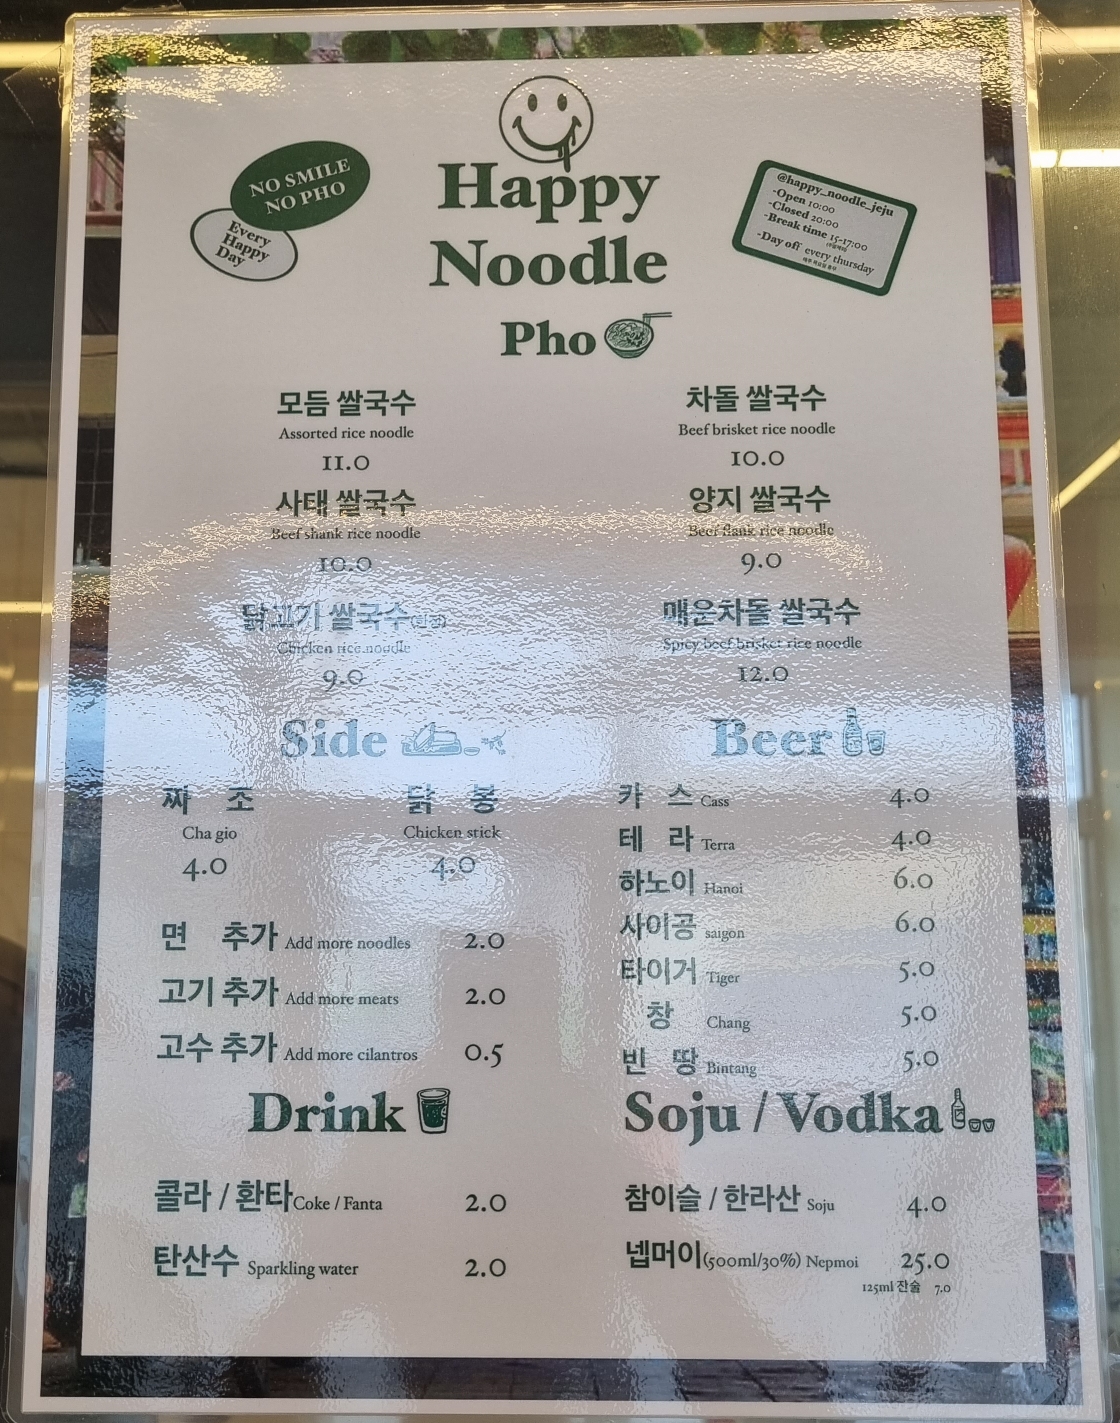 NO SMILE
NO PHO
Every
Happy
Day
Happy
Noodle
@happy_noodle_jeju
-Open 10:00
-Closed 20:00
-Break time 15-17:00
-Day off every thursday
Pho
모듬 쌀국수
Assorted rice noodle
11.0
차돌 쌀국수
Beef brisket rice noodle
10.0
사태 쌀국수
Beef shank rice noodle
10.0
양지 쌀국수
Beef flank rice noodle
9.0
닭고기 쌀국수
Chicken rice noodle
9.0
매운차돌 쌀국수
Spicy beef brisket rice noodle
12.0
Side
짜 조
Cha gio
4.0
닭 봉
Chicken stick
4.0
면 추가 Add more noodles 2.0
고기 추가 Add more meats 2.0
고수 추가 Add more cilantros 0.5
Beer
카 스 Cass 4.0
테 라 Terra 4.0
하노이 Hanoi 6.0
사이공 saigon 6.0
타이거 Tiger 5.0
창 Chang 5.0
빈 땅 Bintang 5.0
Drink
콜라 / 환타 Coke / Fanta 2.0
탄산수 Sparkling water 2.0
Soju / Vodka
참이슬 / 한라산 Soju 4.0
넵머이(500ml/30%) Nepmoi 25.0
125ml 잔술 7.0